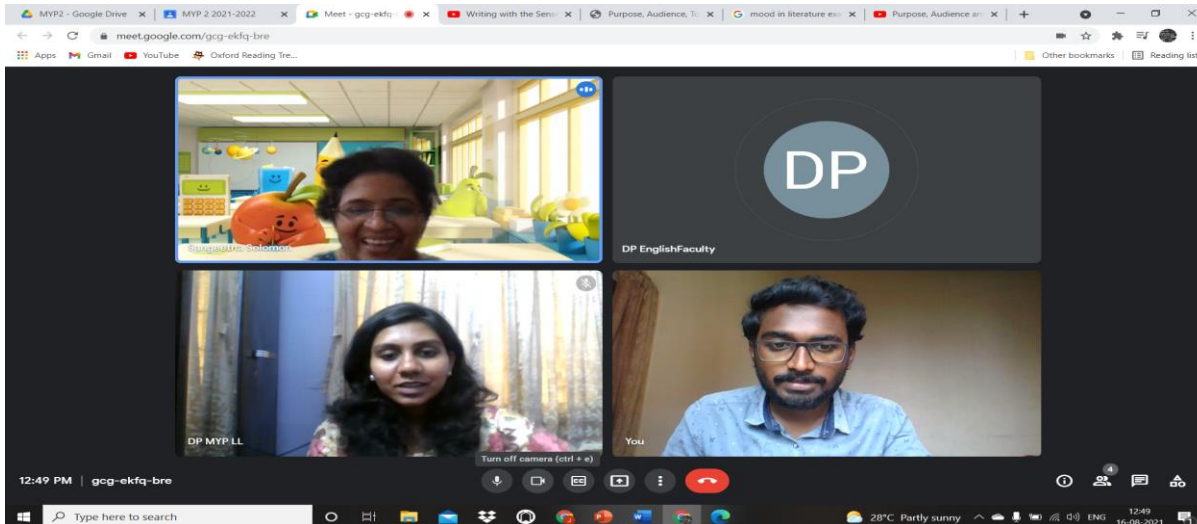 MYP2 - Google Drive
MYP 2 2021-2022
Meet - gcg-ekfq-
Writing with the Sens
Purpose, Audience, To
mood in literature ex
Purpose, Audience an
meet.google.com/gcg-ekfq-bre
Apps
Gmail
YouTube
Oxford Reading Tre...
Other bookmarks
Reading list
Sangeetha Solomon
DP
DP EnglishFaculty
DP MYP LL
You
Turn off camera (ctrl + e)
12:49 PM | gcg-ekfq-bre
4
Type here to search
28°C Partly sunny
ENG
12:49
16-08-2021